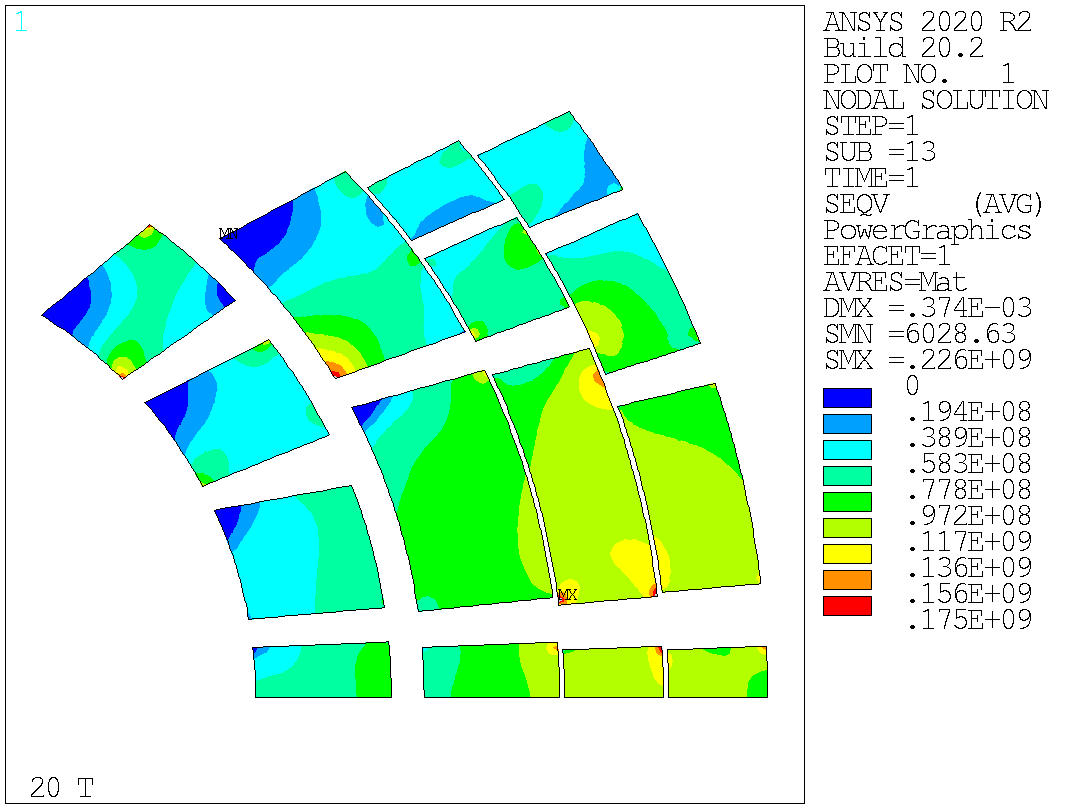 1
ANSYS 2020 R2
Build 20.2
PLOT NO. 1
NODAL SOLUTION
STEP=1
SUB =13
TIME=1
SEQV (AVG)
PowerGraphics
EFACET=1
AVRES=Mat
DMX =.374E-03
SMN =6028.63
SMX =.226E+09
0
.194E+08
.389E+08
.583E+08
.778E+08
.972E+08
.117E+09
.136E+09
.156E+09
.175E+09
MN
MX
20 T